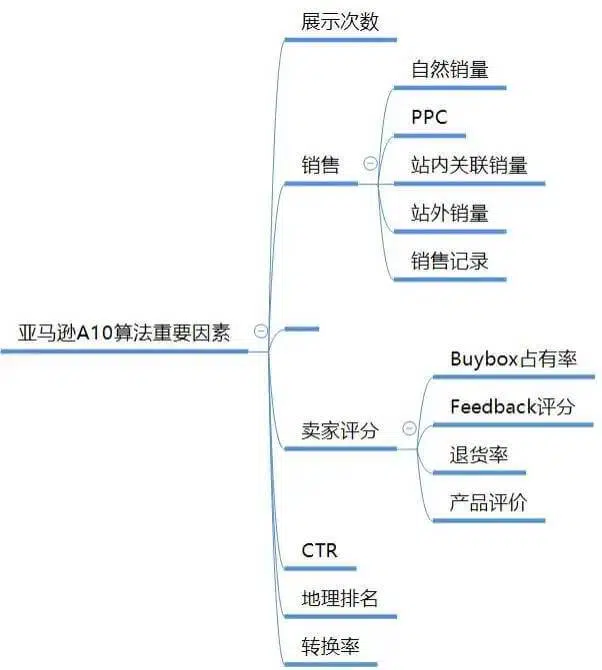 展示次数
自然销量
PPC
销售
站内关联销量
站外销量
销售记录
亚马逊A10算法重要因素
Buybox占有率
Feedback评分
卖家评分
退货率
产品评价
CTR
地理排名
转换率